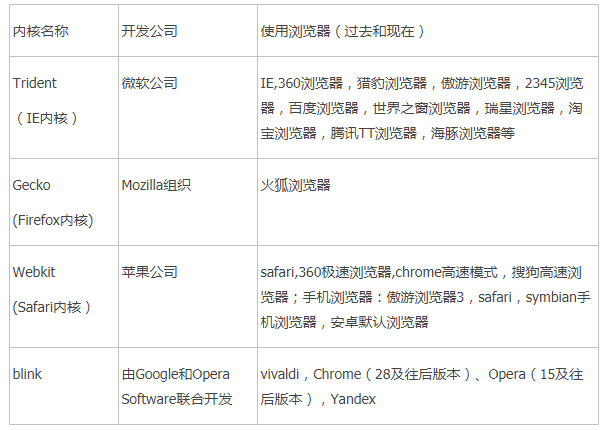 内核名称
开发公司
使用浏览器（过去和现在）
Trident
（IE内核）
微软公司
IE,360浏览器，猎豹浏览器，傲游浏览器，2345浏览
器，百度浏览器，世界之窗浏览器，瑞星浏览器，淘
宝浏览器，腾讯TT浏览器，海豚浏览器等
Gecko
(Firefox内核)
Mozilla组织
火狐浏览器
Webkit
(Safari内核）
苹果公司
safari,360极速浏览器,chrome高速模式，搜狗高速浏
览器；手机浏览器：傲游浏览器3，safari，symbian手
机浏览器，安卓默认浏览器
blink
由Google和Opera
Software联合开发
vivaldi，Chrome（28及往后版本）、Opera（15及往
后版本），Yandex